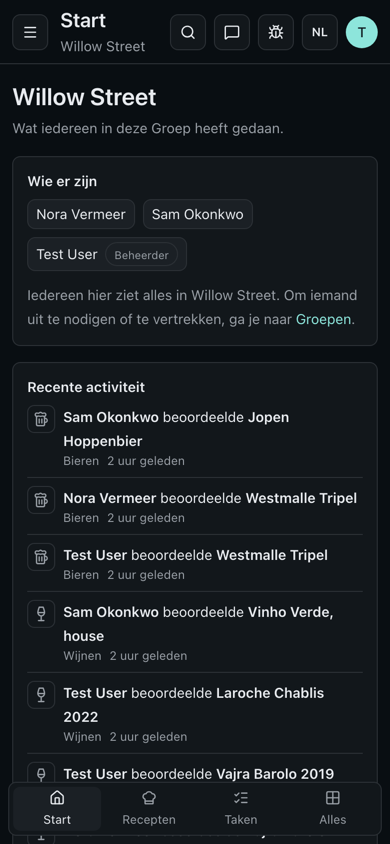 Start
Willow Street
NL
T
Willow Street
Wat iedereen in deze Groep heeft gedaan.
Wie er zijn
Nora Vermeer
Sam Okonkwo
Test User Beheerder
Iedereen hier ziet alles in Willow Street. Om iemand
uit te nodigen of te vertrekken, ga je naar Groepen.
Recente activiteit
Sam Okonkwo beoordeelde Jopen
Hoppenbier
Bieren 2 uur geleden
Nora Vermeer beoordeelde Westmalle Tripel
Bieren 2 uur geleden
Test User beoordeelde Westmalle Tripel
Bieren 2 uur geleden
Sam Okonkwo beoordeelde Vinho Verde,
house
Wijnen 2 uur geleden
Test User beoordeelde Laroche Chablis
2022
Wijnen 2 uur geleden
Test User beoordeelde Vajra Barolo 2019
Start
Recepten
Taken
Alles